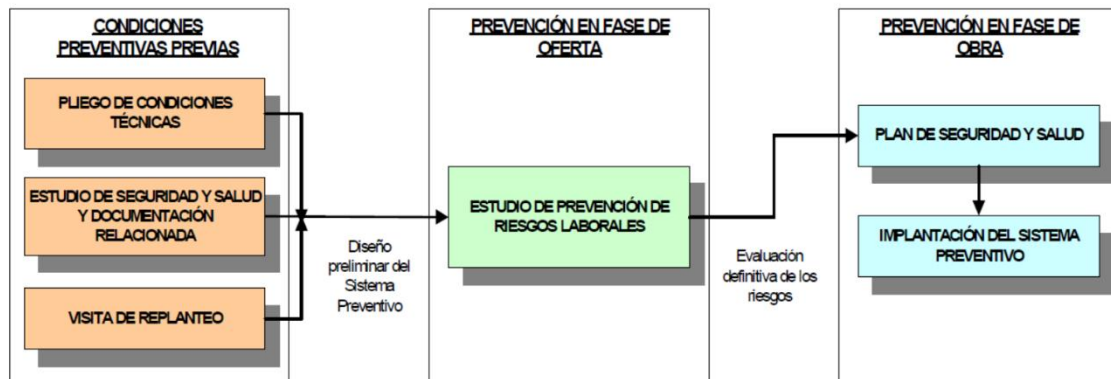 CONDICIONES
PREVENTIVAS PREVIAS
PLIEGO DE CONDICIONES
TÉCNICAS
ESTUDIO DE SEGURIDAD Y SALUD
Y DOCUMENTACIÓN
RELACIONADA
VISITA DE REPLANTEO
Diseño
preliminar del
Sistema
Preventivo
PREVENCIÓN EN FASE DE
OFERTA
ESTUDIO DE PREVENCIÓN DE
RIESGOS LABORALES
Evaluación
definitiva de los
riesgos
PREVENCIÓN EN FASE DE
OBRA
PLAN DE SEGURIDAD Y SALUD
IMPLANTACIÓN DEL SISTEMA
PREVENTIVO